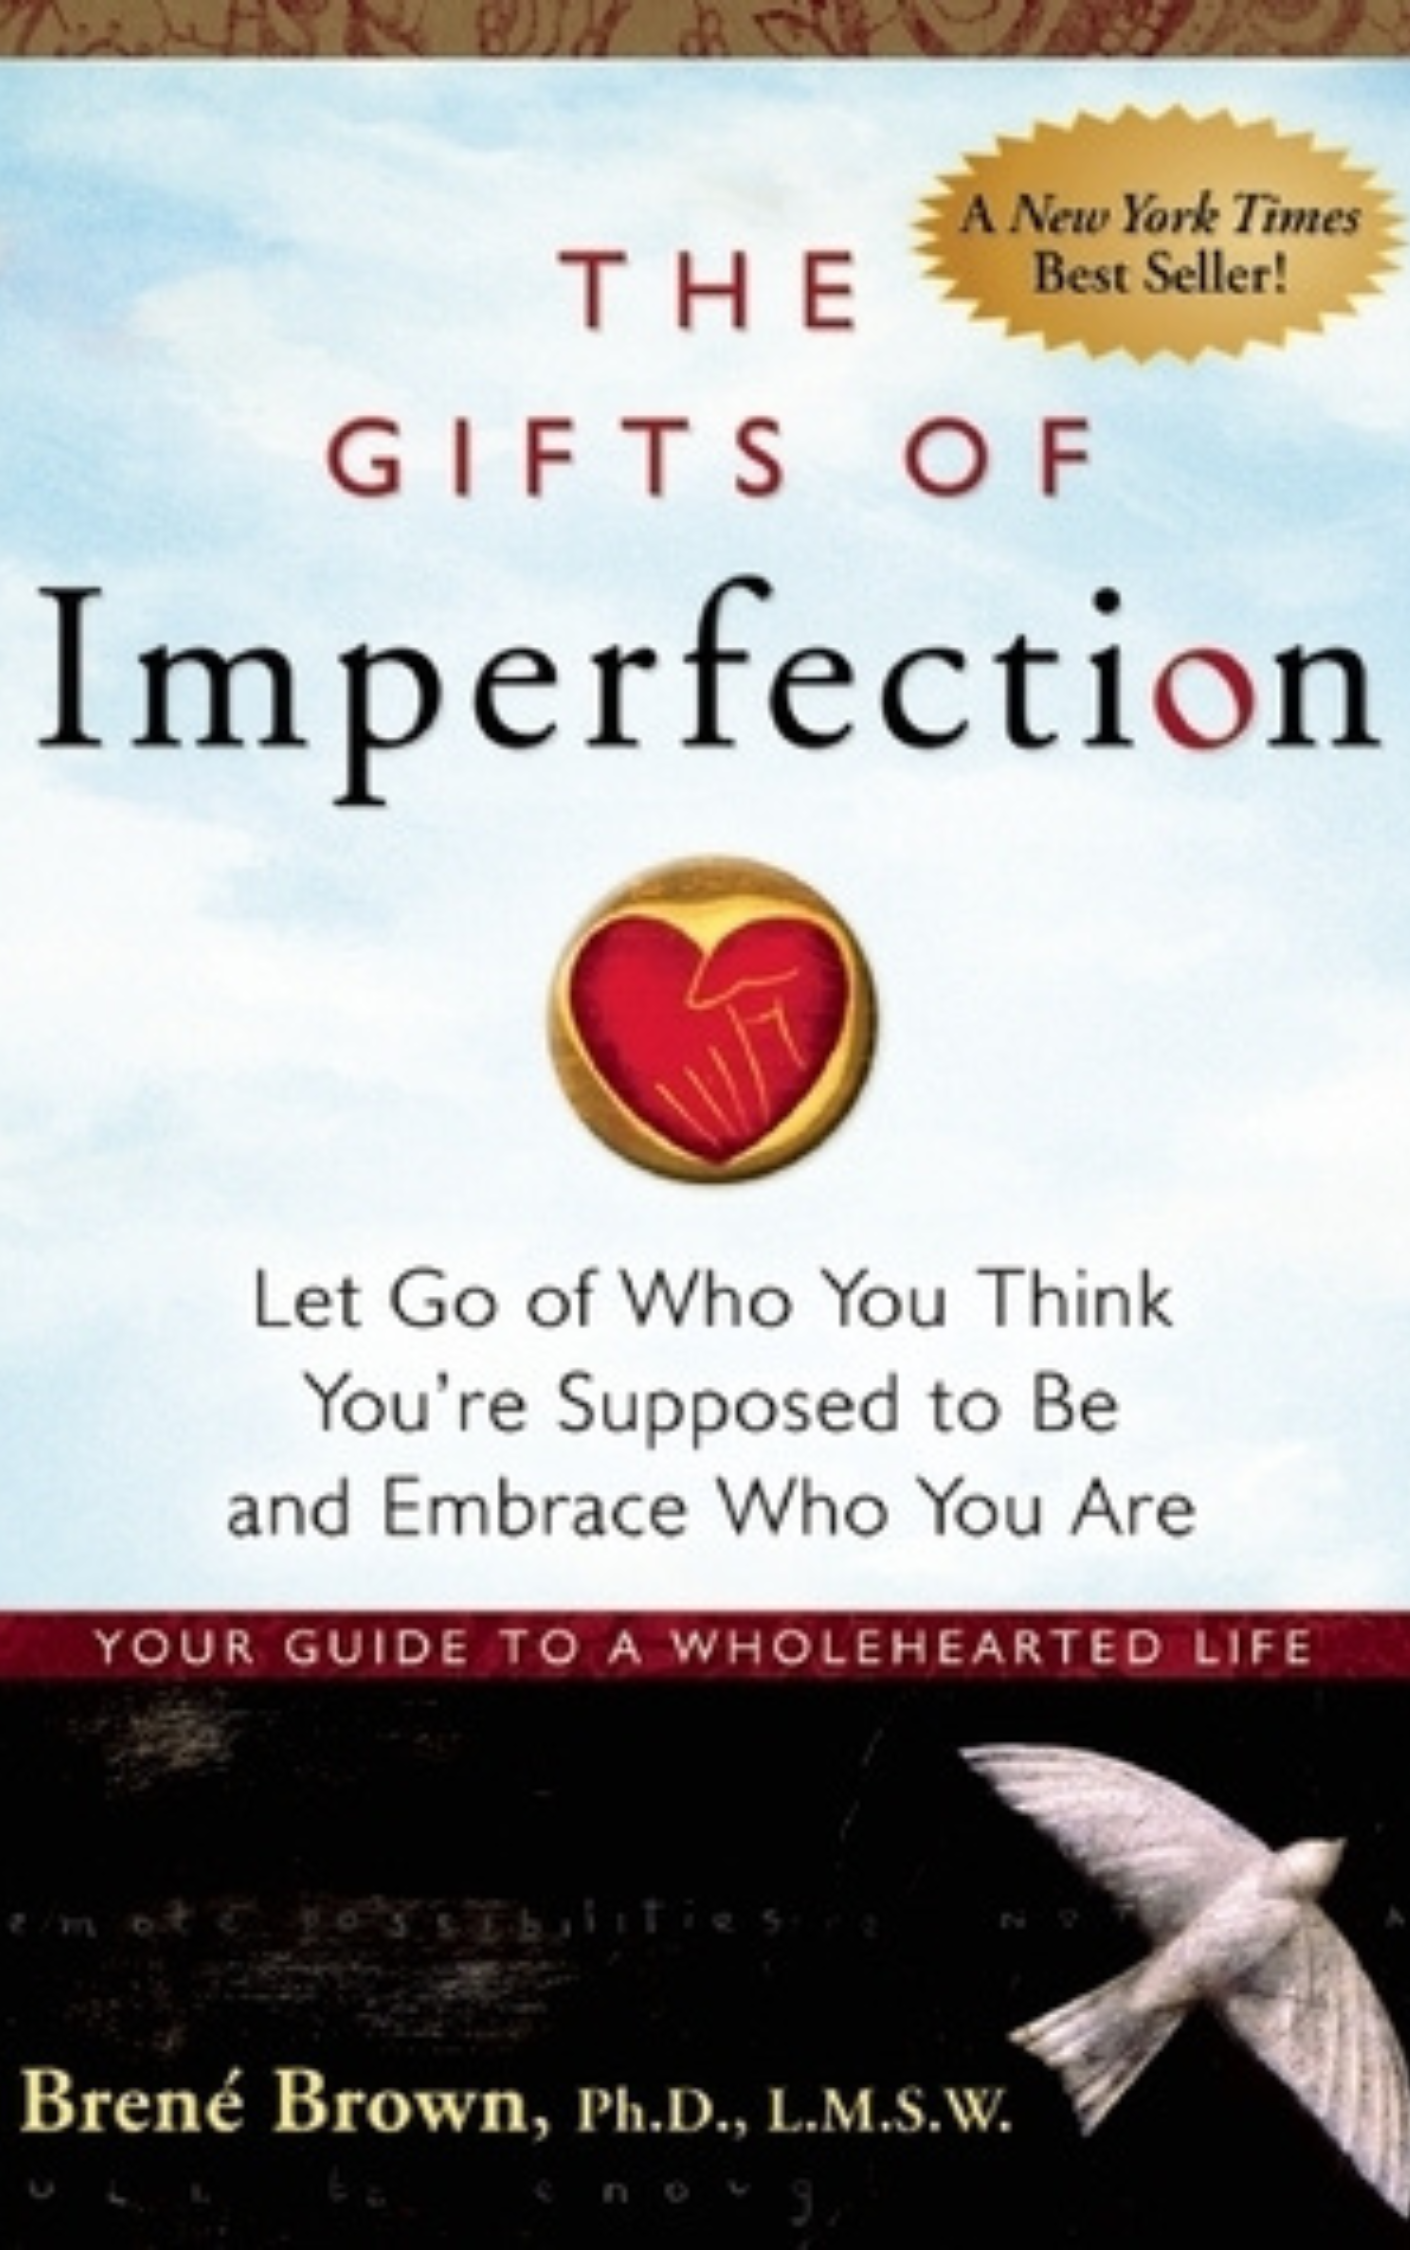 A New York Times
Best Seller!
THE
GIFTS OF
Imperfection
Let Go of Who You Think
You're Supposed to Be
and Embrace Who You Are
YOUR GUIDE TO A WHOLEHEARTED LIFE
possibilities
Brené Brown, Ph.D., L.M.S.W.